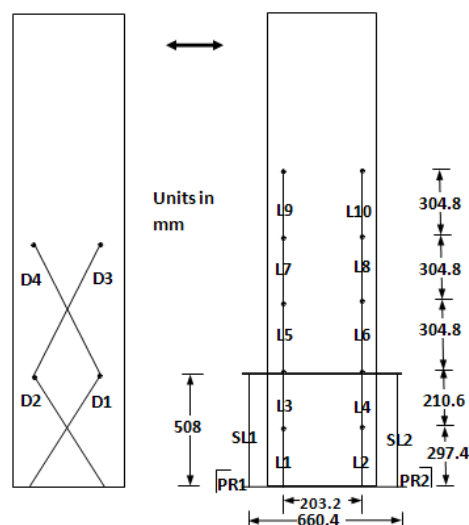 Units in
mm
D4
D3
D2
D1
L9
L10
L7
L8
L5
L6
L3
L4
SL1
SL2
L1
L2
PR1
PR2
508
203.2
660.4
304.8
304.8
304.8
210.6
297.4